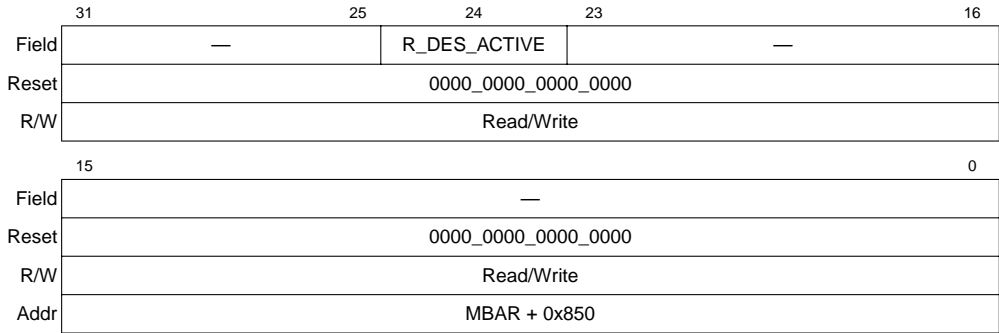 31 25 24 23 16
Field — R_DES_ACTIVE —
Reset 0000_0000_0000_0000
R/W Read/Write
15 0
Field —
Reset 0000_0000_0000_0000
R/W Read/Write
Addr MBAR + 0x850